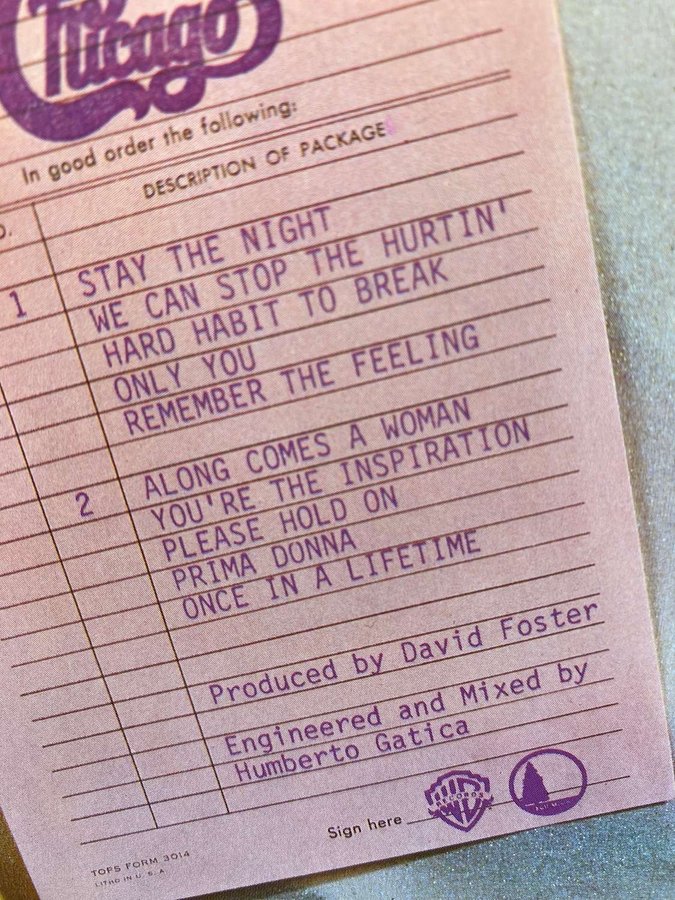 Chicago
In good order the following:
DESCRIPTION OF PACKAGE
1 STAY THE NIGHT
WE CAN STOP THE HURTIN'
HARD HABIT TO BREAK
ONLY YOU
REMEMBER THE FEELING
2 ALONG COMES A WOMAN
YOU'RE THE INSPIRATION
PLEASE HOLD ON
PRIMA DONNA
ONCE IN A LIFETIME
Produced by David Foster
Engineered and Mixed by
Humberto Gatica
Sign here
RECORDS
TOPS FORM 3014
LITHO IN U. S. A.